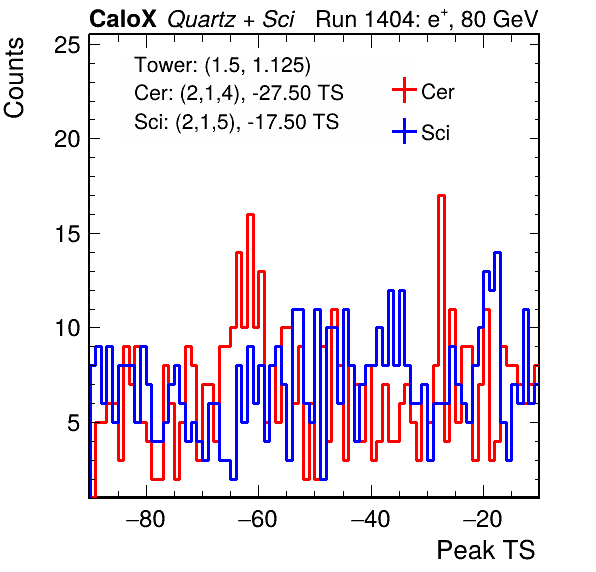 CaloX Quartz + Sci Run 1404: e+, 80 GeV
Counts
25
20
15
10
5
Tower: (1.5, 1.125)
Cer: (2,1,4), -27.50 TS
Sci: (2,1,5), -17.50 TS
Cer
Sci
−80 −60 −40 −20
Peak TS